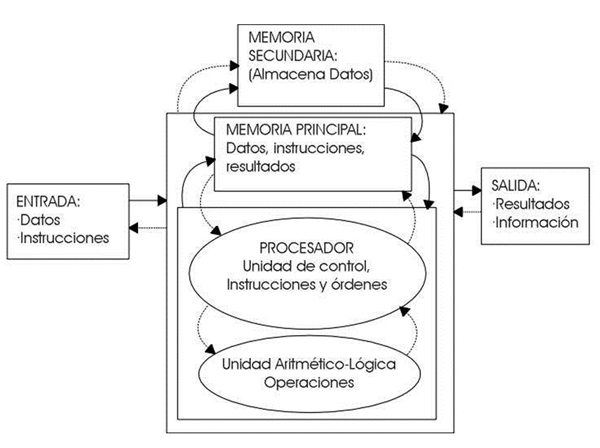 MEMORIA
SECUNDARIA:
(Almacena Datos)
MEMORIA PRINCIPAL:
Datos, instrucciones,
resultados
ENTRADA:
·Datos
·Instrucciones
SALIDA:
·Resultados
·Información
PROCESADOR
Unidad de control,
Instrucciones y órdenes
Unidad Aritmético-Lógica
Operaciones